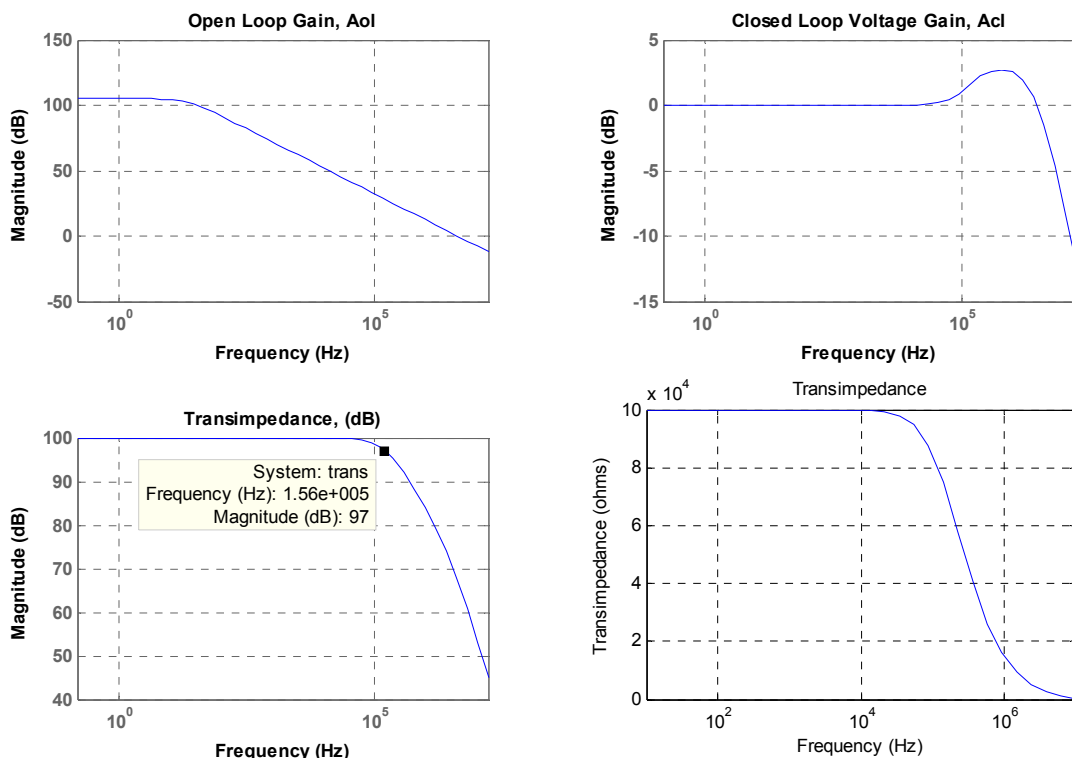 Open Loop Gain, Aol
150
100
50
0
-50
Magnitude (dB)
10^0
10^5
Frequency (Hz)
Closed Loop Voltage Gain, Acl
5
0
-5
-10
-15
Magnitude (dB)
10^0
10^5
Frequency (Hz)
Transimpedance, (dB)
100
90
80
70
60
50
40
Magnitude (dB)
System: trans
Frequency (Hz): 1.56e+005
Magnitude (dB): 97
10^0
10^5
Frequency (Hz)
x 10^4
Transimpedance
10
8
6
4
2
0
Transimpedance (ohms)
10^2
10^4
10^6
Frequency (Hz)